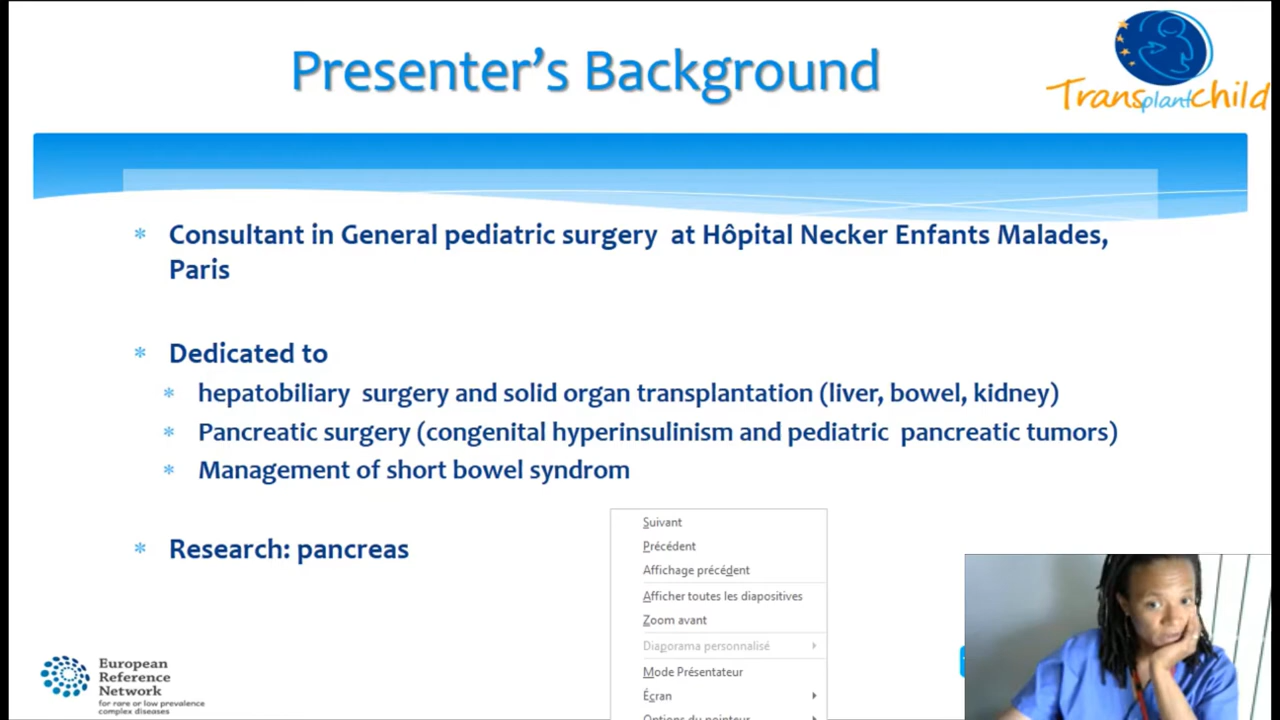 Presenter's Background
TransplantChild
* Consultant in General pediatric surgery at Hôpital Necker Enfants Malades,
Paris
* Dedicated to
* hepatobiliary surgery and solid organ transplantation (liver, bowel, kidney)
* Pancreatic surgery (congenital hyperinsulinism and pediatric pancreatic tumors)
* Management of short bowel syndrom
* Research: pancreas
Suivant
Précédent
Affichage précédent
Afficher toutes les diapositives
Zoom avant
Diaporama personnalisé
Mode Présentateur
Écran
Options du pointeur
European
Reference
Network
for rare or low prevalence
complex diseases